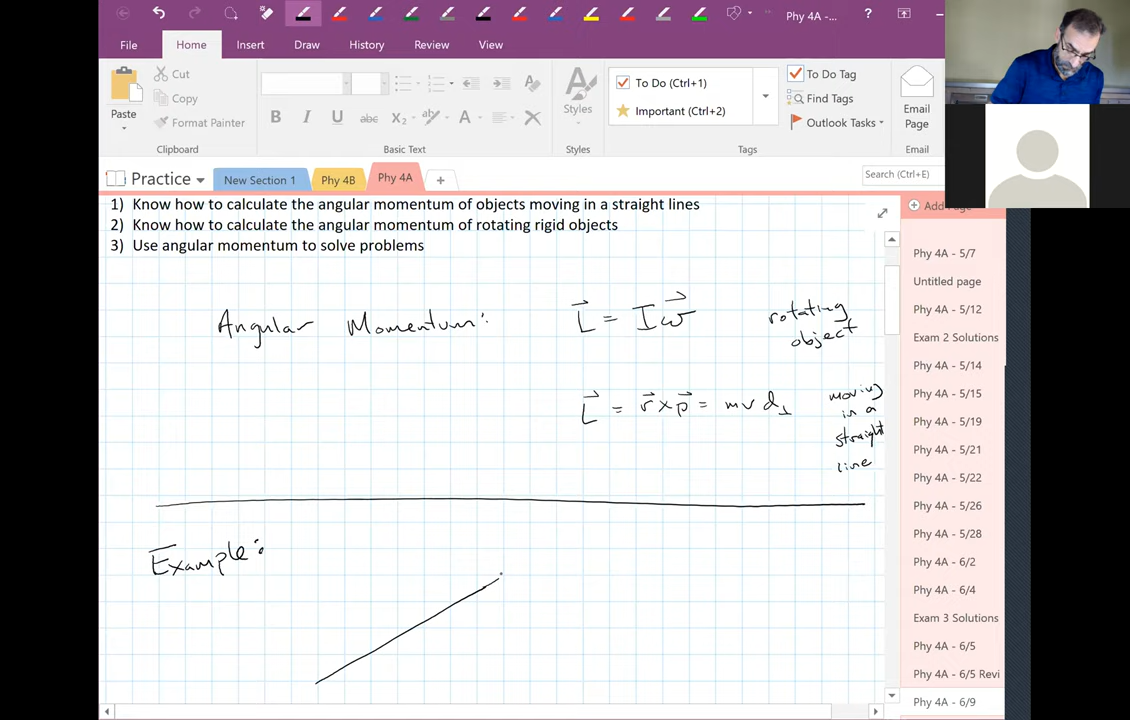 Phy 4A -...
?
File
Home
Insert
Draw
History
Review
View
Paste
Cut
Copy
Format Painter
Clipboard
B I U abc X₂ A
Basic Text
Styles
Styles
To Do (Ctrl+1)
Important (Ctrl+2)
To Do Tag
Find Tags
Outlook Tasks
Tags
Email
Page
Email
Practice
New Section 1
Phy 4B
Phy 4A
+
Search (Ctrl+E)
1) Know how to calculate the angular momentum of objects moving in a straight lines
2) Know how to calculate the angular momentum of rotating rigid objects
3) Use angular momentum to solve problems
Angular Momentum: L⃗ = Iω⃗ rotating
object
L⃗ = r⃗ × p⃗ = m v d⊥ moving
in a
straight
line
Example:
Add Page
Phy 4A - 5/7
Untitled page
Phy 4A - 5/12
Exam 2 Solutions
Phy 4A - 5/14
Phy 4A - 5/15
Phy 4A - 5/19
Phy 4A - 5/21
Phy 4A - 5/22
Phy 4A - 5/26
Phy 4A - 5/28
Phy 4A - 6/2
Phy 4A - 6/4
Exam 3 Solutions
Phy 4A - 6/5
Phy 4A - 6/5 Revi
Phy 4A - 6/9